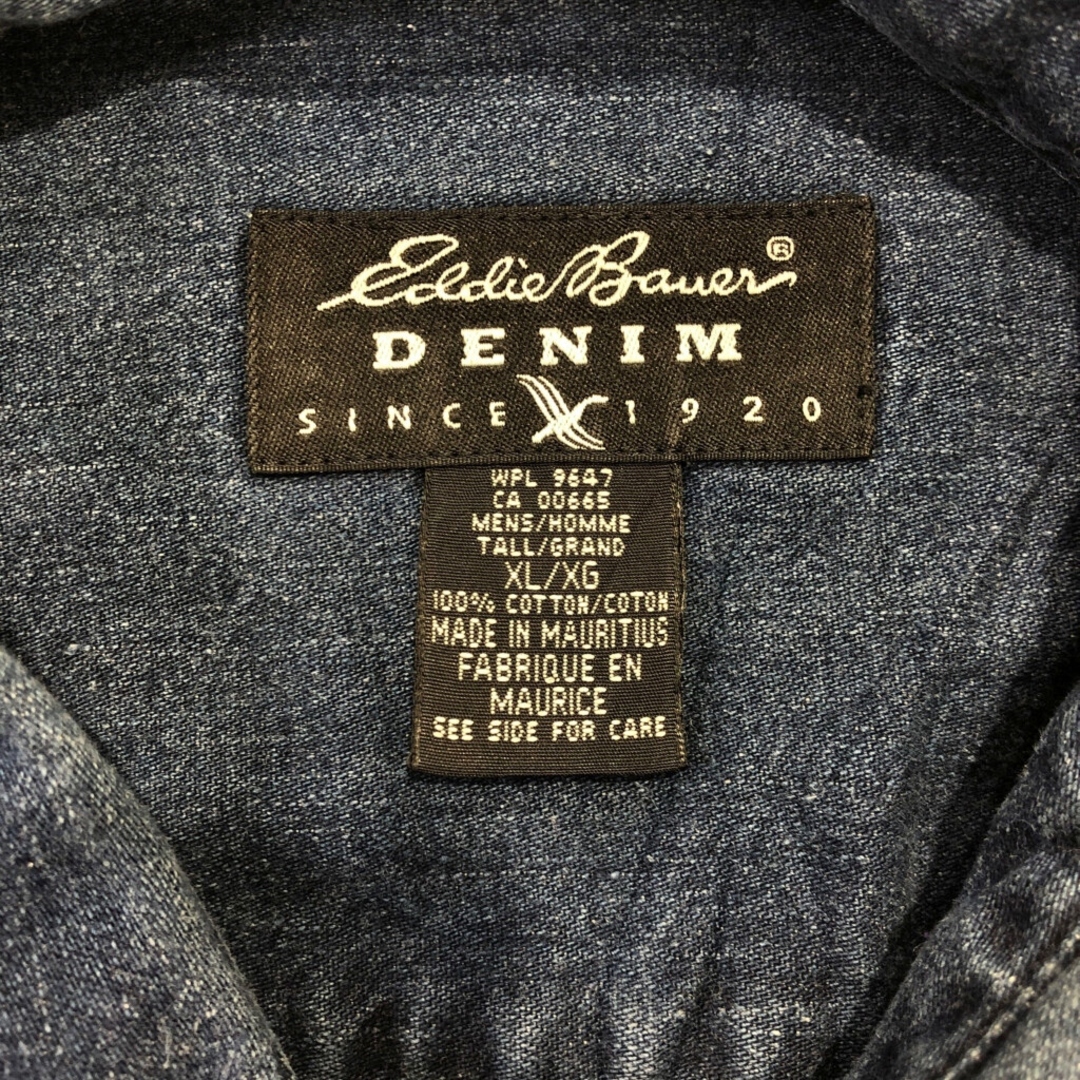 Eddie Bauer®
DENIM
SINCE 1920
WPL 9647
CA 00665
MENS/HOMME
TALL/GRAND
XL/XG
100% COTTON/COTON
MADE IN MAURITIUS
FABRIQUE EN
MAURICE
SEE SIDE FOR CARE